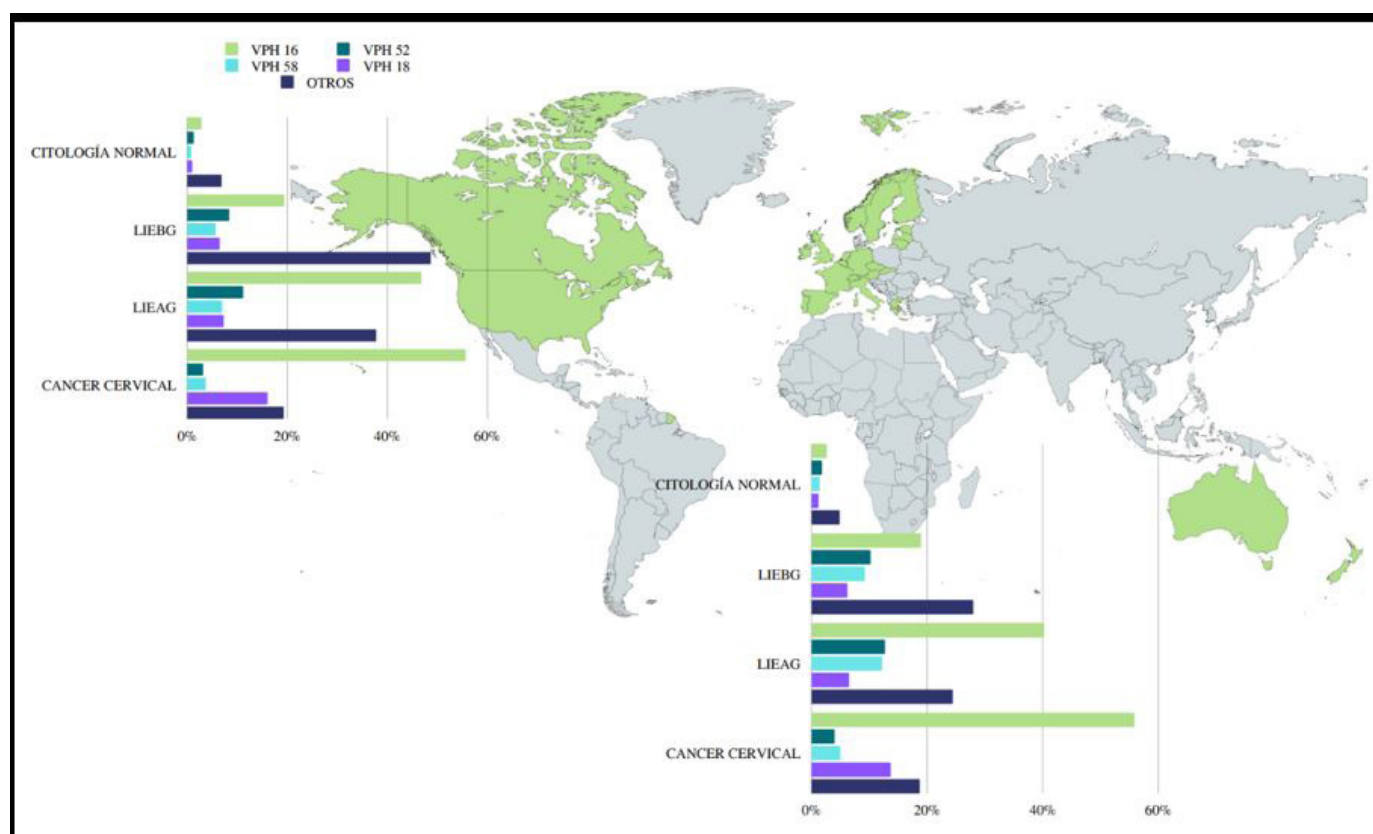 VPH 16 VPH 52
VPH 58 VPH 18
OTROS
CITOLOGÍA NORMAL
LIEBG
LIEAG
CANCER CERVICAL
0% 20% 40% 60%
CITOLOGÍA NORMAL
LIEBG
LIEAG
CANCER CERVICAL
0% 20% 40% 60%